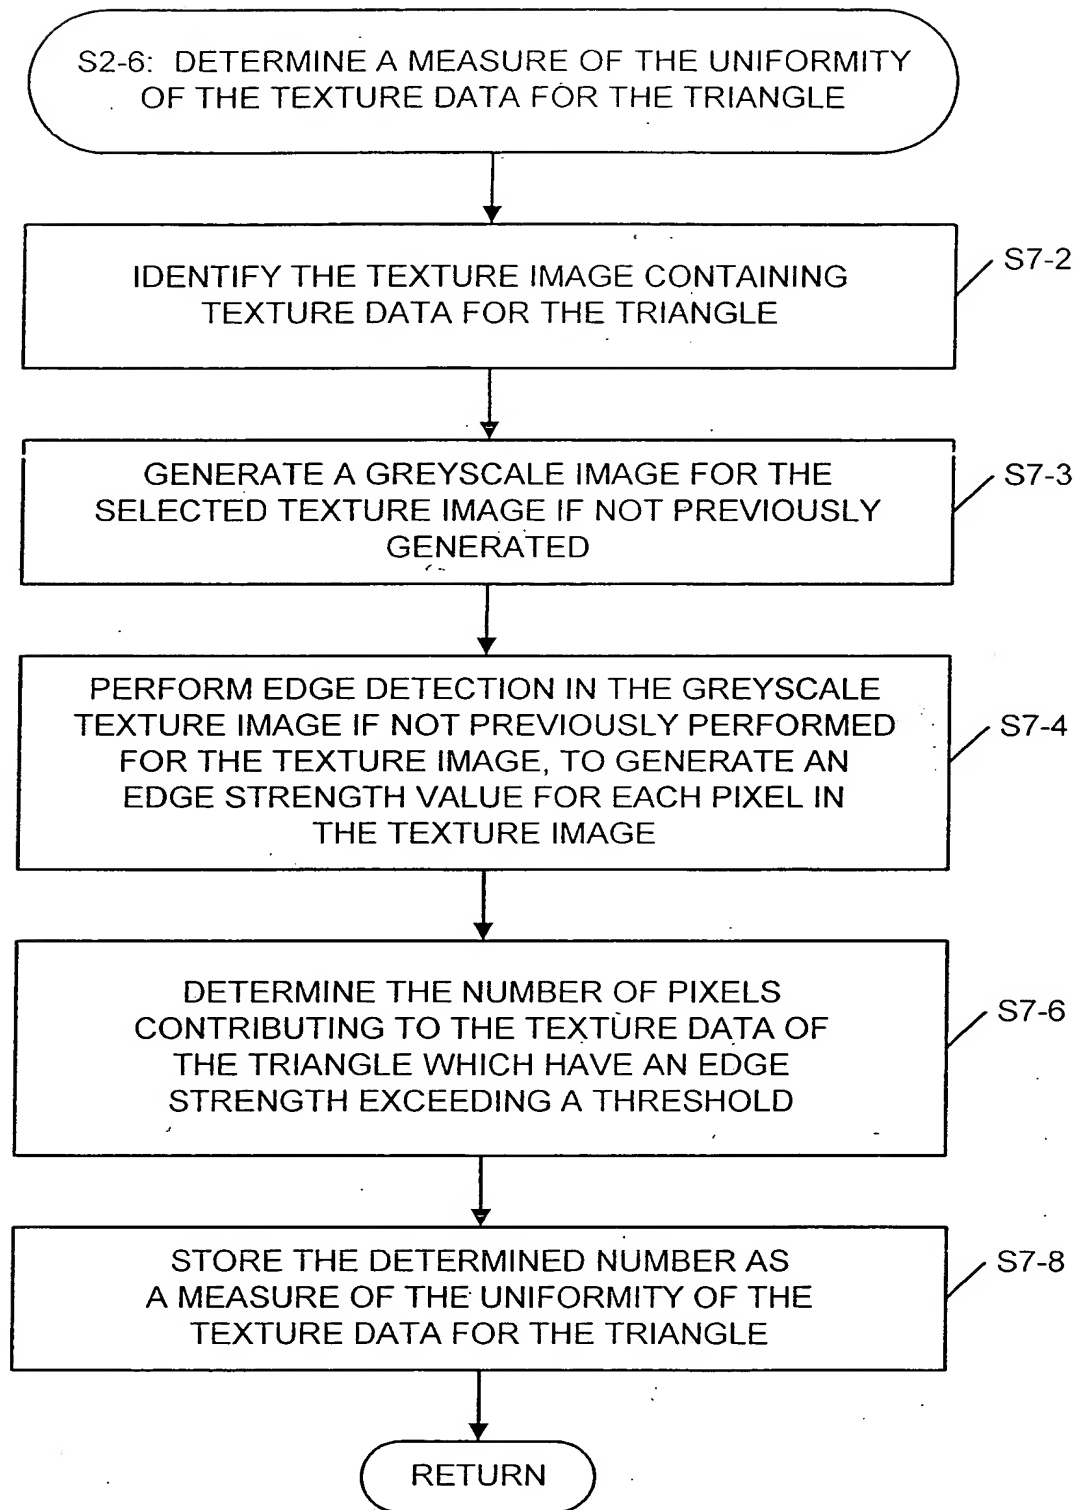 S2-6: DETERMINE A MEASURE OF THE UNIFORMITY
OF THE TEXTURE DATA FOR THE TRIANGLE
IDENTIFY THE TEXTURE IMAGE CONTAINING
TEXTURE DATA FOR THE TRIANGLE
S7-2
GENERATE A GREYSCALE IMAGE FOR THE
SELECTED TEXTURE IMAGE IF NOT PREVIOUSLY
GENERATED
S7-3
PERFORM EDGE DETECTION IN THE GREYSCALE
TEXTURE IMAGE IF NOT PREVIOUSLY PERFORMED
FOR THE TEXTURE IMAGE, TO GENERATE AN
EDGE STRENGTH VALUE FOR EACH PIXEL IN
THE TEXTURE IMAGE
S7-4
DETERMINE THE NUMBER OF PIXELS
CONTRIBUTING TO THE TEXTURE DATA OF
THE TRIANGLE WHICH HAVE AN EDGE
STRENGTH EXCEEDING A THRESHOLD
S7-6
STORE THE DETERMINED NUMBER AS
A MEASURE OF THE UNIFORMITY OF THE
TEXTURE DATA FOR THE TRIANGLE
S7-8
RETURN